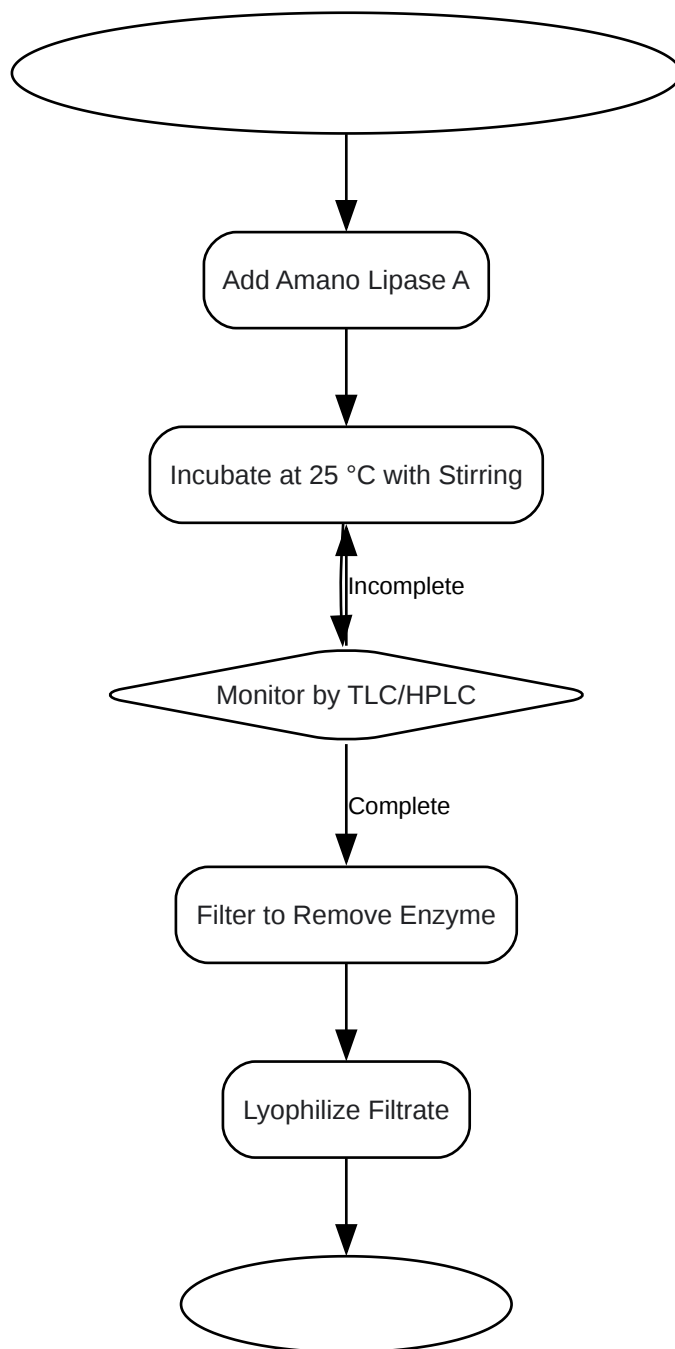 Add Amano Lipase A
Incubate at 25 °C with Stirring
Incomplete
Monitor by TLC/HPLC
Complete
Filter to Remove Enzyme
Lyophilize Filtrate